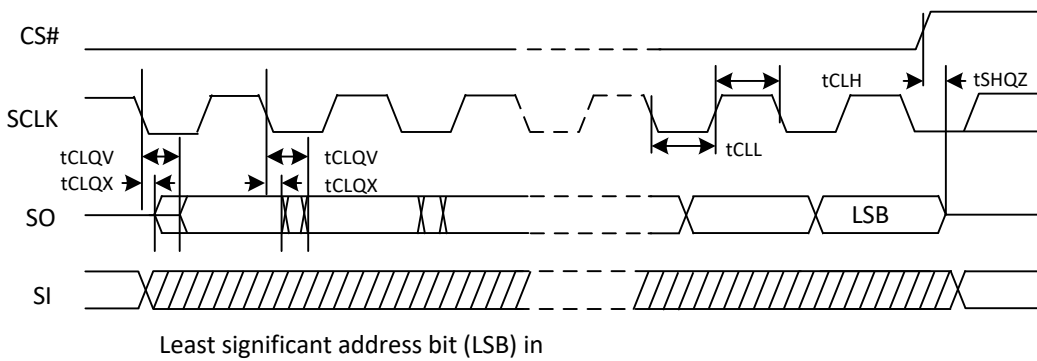 CS#
tCLH
tSHQZ
SCLK
tCLL
tCLQV
tCLQV
tCLQX
tCLQX
SO
LSB
SI
Least significant address bit (LSB) in